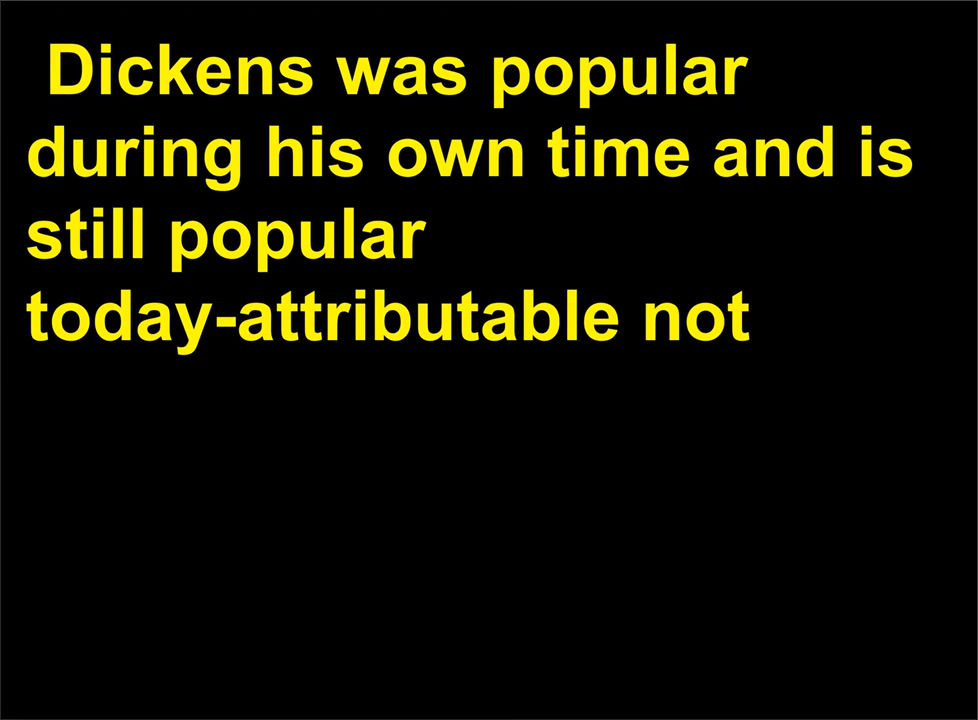 Dickens was popular
during his own time and is
still popular
today-attributable not